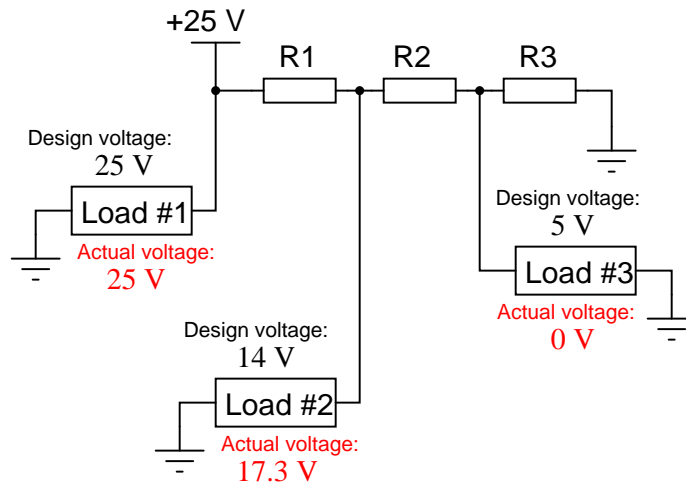 +25 V
R1
R2
R3
Design voltage:
25 V
Load #1
Actual voltage:
25 V
Design voltage:
5 V
Load #3
Actual voltage:
0 V
Design voltage:
14 V
Load #2
Actual voltage:
17.3 V